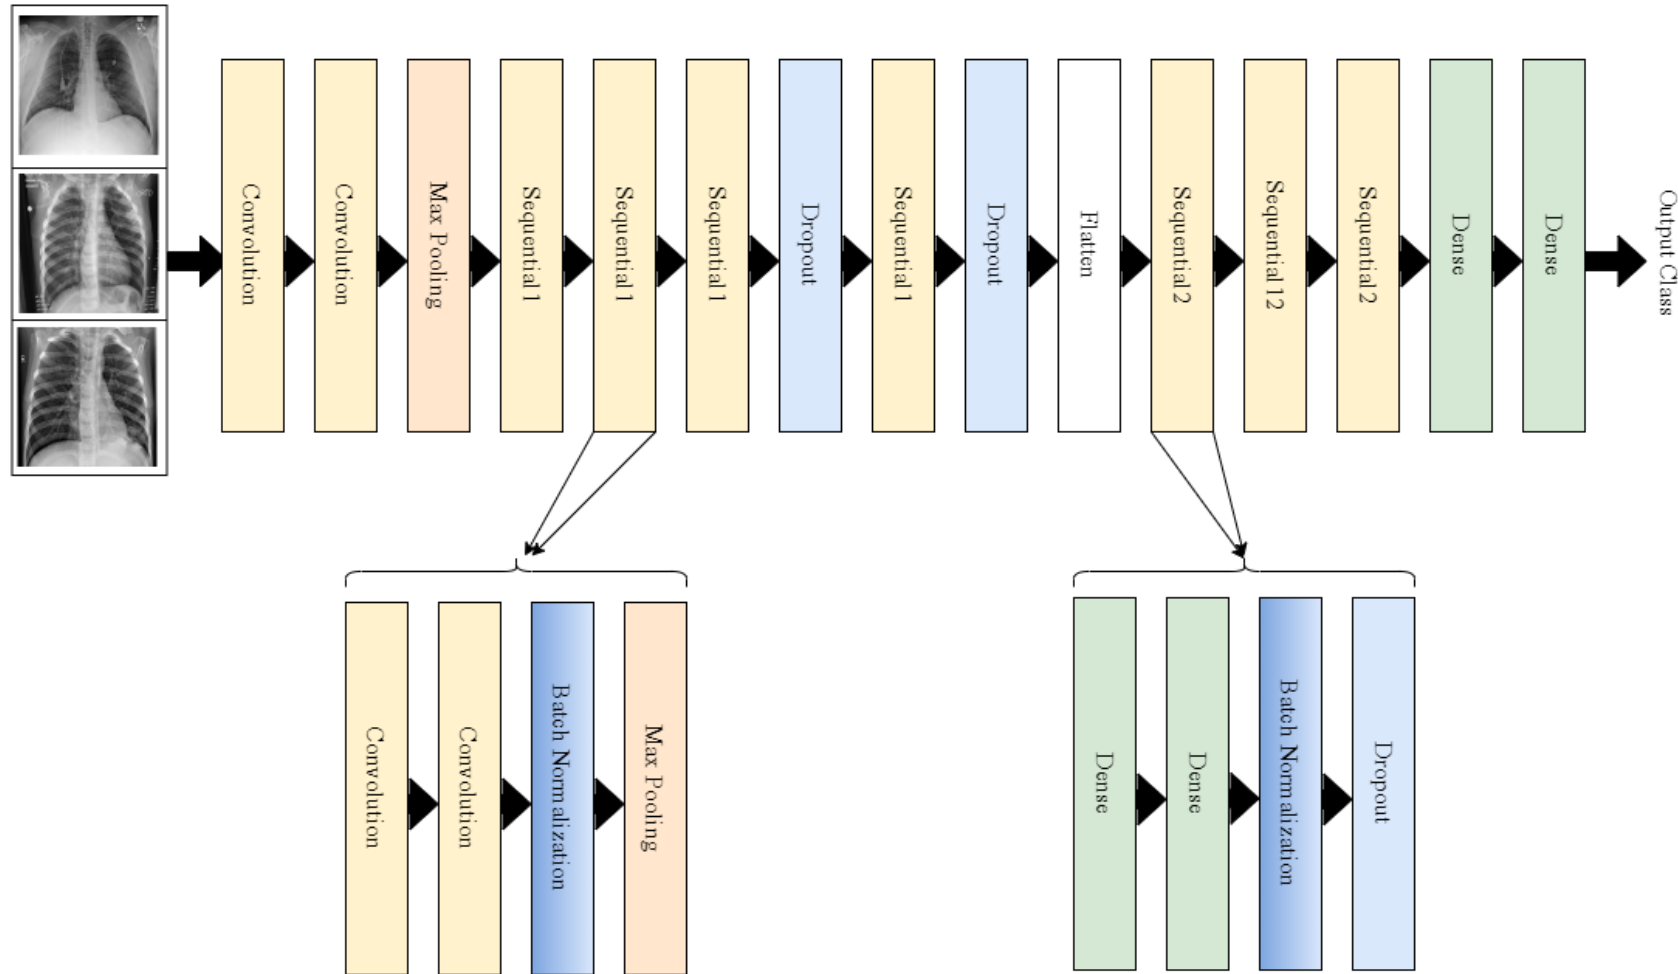 Convolution
Convolution
Max Pooling
Sequential1
Sequential1
Sequential1
Dropout
Sequential1
Dropout
Flatten
Sequential2
Sequential12
Sequential2
Dense
Dense
Output Class
Convolution
Convolution
Batch Normalization
Max Pooling
Dense
Dense
Batch Normalization
Dropout